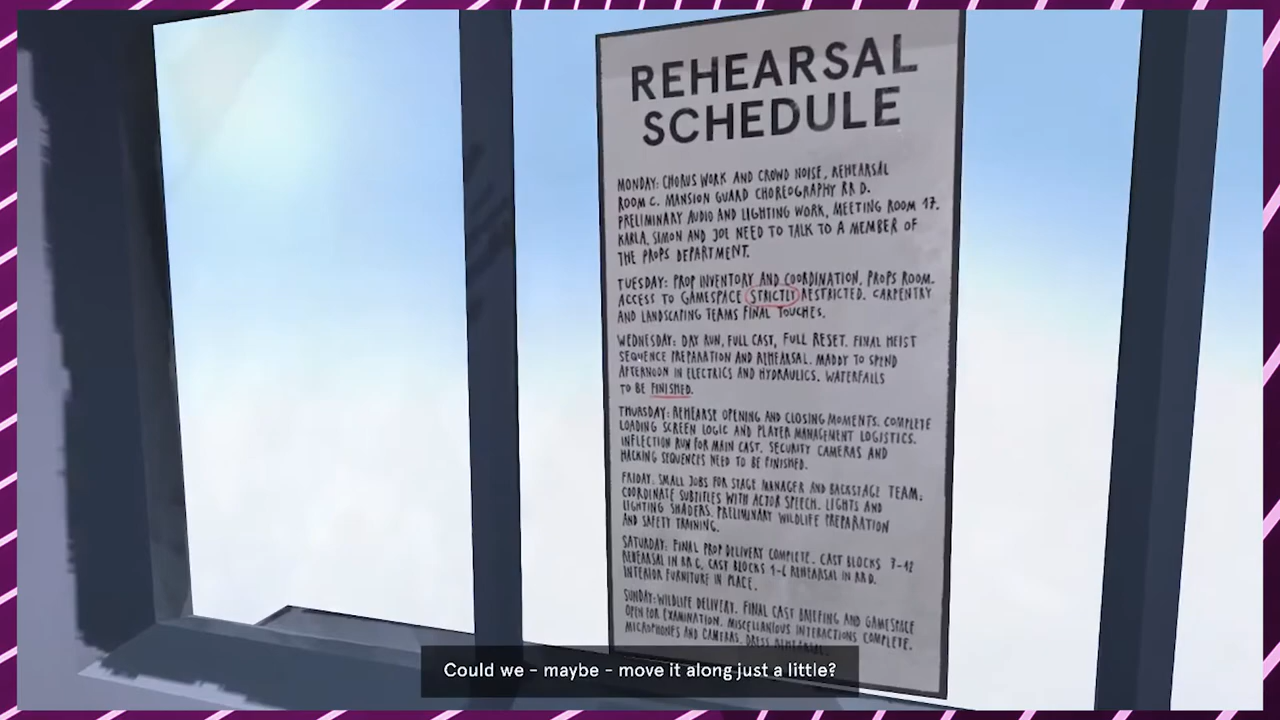 REHEARSAL
SCHEDULE
MONDAY: CHORUS WORK AND CROWD NOISE, REHEARSAL
ROOM C. MANSION GUARD CHOREOGRAPHY RR D.
PRELIMINARY AUDIO AND LIGHTING WORK, MEETING ROOM 17.
KARLA, SIMON AND JOE NEED TO TALK TO A MEMBER OF
THE PROPS DEPARTMENT.
TUESDAY: PROP INVENTORY AND COORDINATION, PROPS ROOM.
ACCESS TO GAMESPACE STRICTLY RESTRICTED. CARPENTRY
AND LANDSCAPING TEAMS FINAL TOUCHES.
WEDNESDAY: DAY RUN, FULL CAST, FULL RESET. FINAL HEIST
SEQUENCE PREPARATION AND REHEARSAL. MADDY TO SPEND
AFTERNOON IN ELECTRICS AND HYDRAULICS. WATERFALLS
TO BE FINISHED.
THURSDAY: REHEARSE OPENING AND CLOSING MOMENTS. COMPLETE
LOADING SCREEN LOGIC AND PLAYER MANAGEMENT LOGISTICS.
INFLECTION RUN FOR MAIN CAST. SECURITY CAMERAS AND
HACKING SEQUENCES NEED TO BE FINISHED.
FRIDAY: SMALL JOBS FOR STAGE MANAGER AND BACKSTAGE TEAM:
COORDINATE SUBTITLES WITH ACTOR SPEECH. LIGHTS AND
LIGHTING SHADERS. PRELIMINARY WILDLIFE PREPARATION
AND SAFETY TRAINING.
SATURDAY: FINAL PROP DELIVERY COMPLETE. CAST BLOCKS 7-12
REHEARSAL IN RR C, CAST BLOCKS 1-6 REHEARSAL IN RR D.
INTERIOR FURNITURE IN PLACE.
SUNDAY: WILDLIFE DELIVERY. FINAL CAST BRIEFING AND GAMESPACE
OPEN FOR EXAMINATION. MISCELLANEOUS INTERACTIONS COMPLETE.
MICROPHONES AND CAMERAS. DRESS REHEARSAL.
Could we – maybe – move it along just a little?